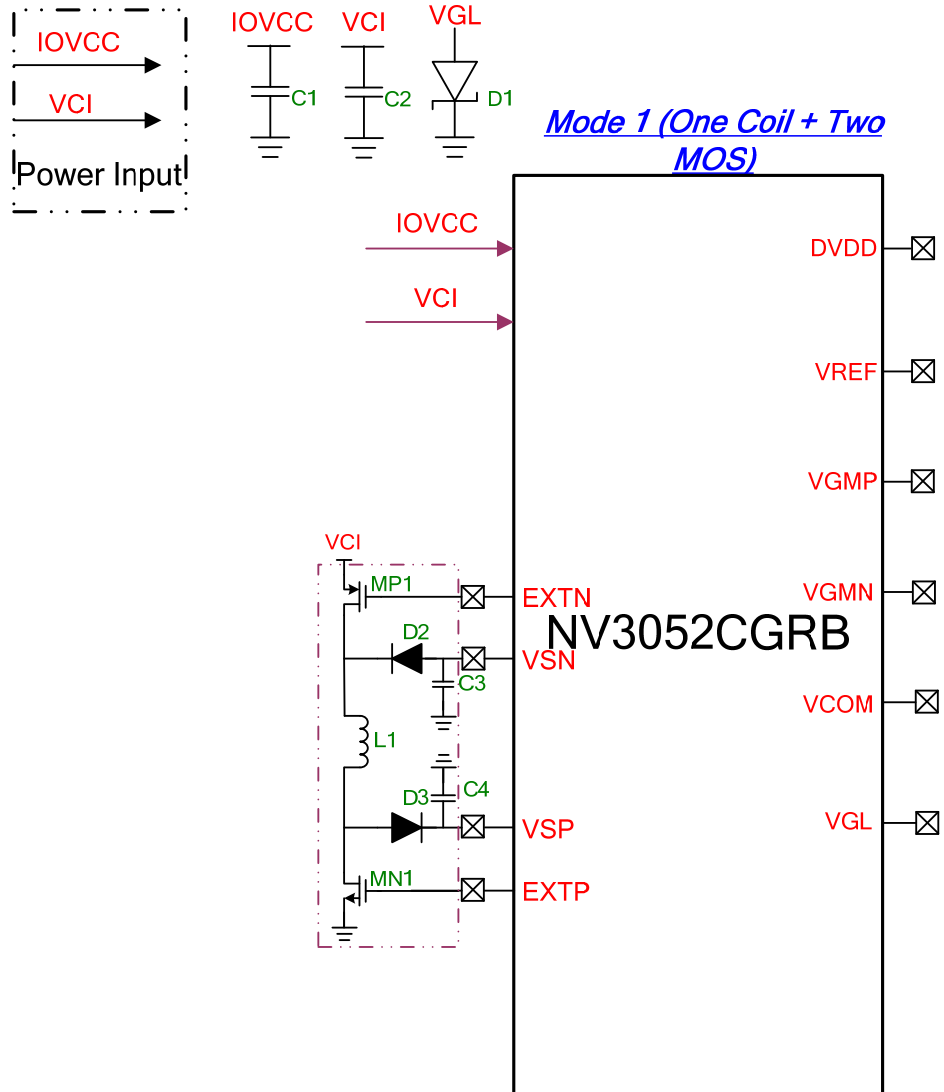 IOVCC
VCI
Power Input
IOVCC
C1
VCI
C2
VGL
D1
Mode 1 (One Coil + Two
MOS)
IOVCC
VCI
DVDD
VREF
VGMP
VGMN
VCOM
VGL
NV3052CGRB
EXTN
VSN
VSP
EXTP
VCI
MP1
D2
C3
L1
C4
D3
MN1